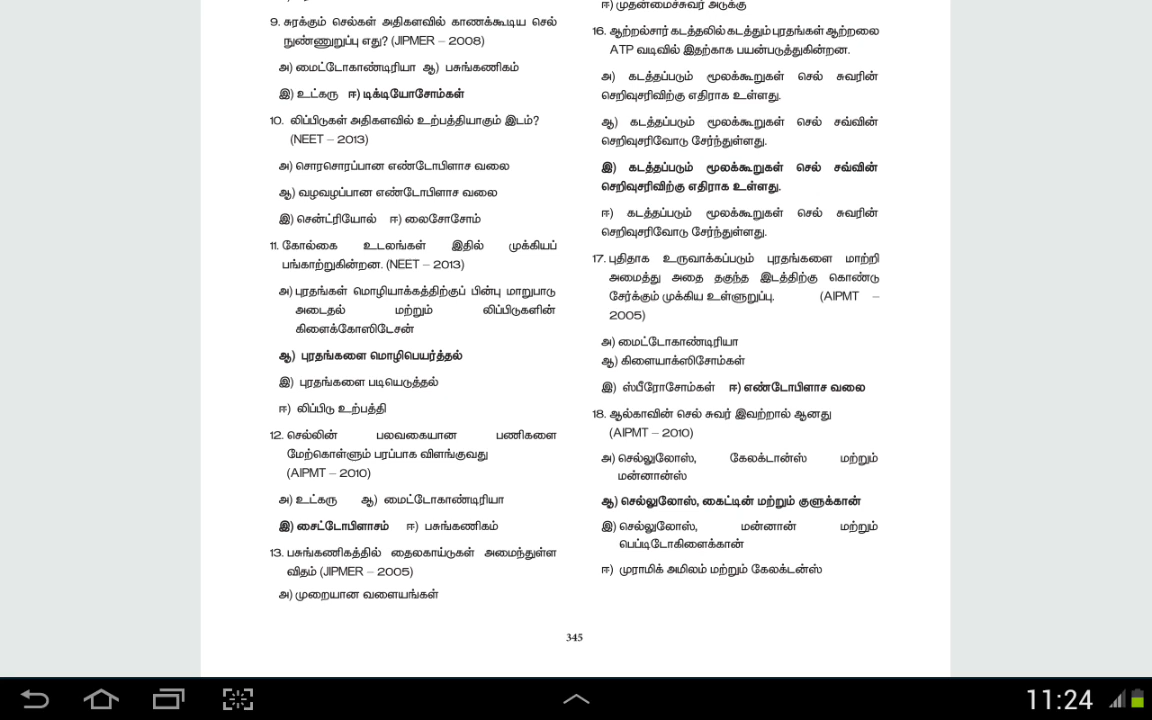 9. சுரக்கும் செல்கள் அதிகளவில் காணக்கூடிய செல்
நுண்ணுறுப்பு எது? (JIPMER – 2008)
அ) மைட்டோகாண்டிரியா ஆ) பசுங்கணிகம்
இ) உட்கரு ஈ) டிக்டியோசோம்கள்
10. லிப்பிடுகள் அதிகளவில் உற்பத்தியாகும் இடம்?
(NEET – 2013)
அ) சொரசொரப்பான எண்டோபிளாச வலை
ஆ) வழவழப்பான எண்டோபிளாச வலை
இ) சென்ட்ரியோல் ஈ) லைசோசோம்
11. கோல்கை உடலங்கள் இதில் முக்கியப்
பங்காற்றுகின்றன. (NEET – 2013)
அ) புரதங்கள் மொழியாக்கத்திற்குப் பின்பு மாறுபாடு
அடைதல் மற்றும் லிப்பிடுகளின்
கிளைக்கோஸிடேசன்
ஆ) புரதங்களை மொழிபெயர்த்தல்
இ) புரதங்களை படியெடுத்தல்
ஈ) லிப்பிடு உற்பத்தி
12. செல்லின் பலவகையான பணிகளை
மேற்கொள்ளும் பரப்பாக விளங்குவது
(AIPMT – 2010)
அ) உட்கரு ஆ) மைட்டோகாண்டிரியா
இ) சைட்டோபிளாசம் ஈ) பசுங்கணிகம்
13. பசுங்கணிகத்தில் தைலகாய்டுகள் அமைந்துள்ள
விதம் (JIPMER – 2005)
அ) முறையான வளையங்கள்
ஈ) முதன்மைச்சுவர் அடுக்கு
16. ஆற்றல்சார் கடத்தலில் கடத்தும் புரதங்கள் ஆற்றலை
ATP வடிவில் இதற்காக பயன்படுத்துகின்றன.
அ) கடத்தப்படும் மூலக்கூறுகள் செல் சுவரின்
செறிவுசரிவிற்கு எதிராக உள்ளது.
ஆ) கடத்தப்படும் மூலக்கூறுகள் செல் சவ்வின்
செறிவுசரிவோடு சேர்ந்துள்ளது.
இ) கடத்தப்படும் மூலக்கூறுகள் செல் சவ்வின்
செறிவுசரிவிற்கு எதிராக உள்ளது.
ஈ) கடத்தப்படும் மூலக்கூறுகள் செல் சுவரின்
செறிவுசரிவோடு சேர்ந்துள்ளது.
17. புதிதாக உருவாக்கப்படும் புரதங்களை மாற்றி
அமைத்து அதை தகுந்த இடத்திற்கு கொண்டு
சேர்க்கும் முக்கிய உள்ளுறுப்பு. (AIPMT –
2005)
அ) மைட்டோகாண்டிரியா
ஆ) கிளையாக்ஸிசோம்கள்
இ) ஸ்பீரோசோம்கள் ஈ) எண்டோபிளாச வலை
18. ஆல்காவின் செல் சுவர் இவற்றால் ஆனது
(AIPMT – 2010)
அ) செல்லுலோஸ், கேலக்டான்ஸ் மற்றும்
மன்னான்ஸ்
ஆ) செல்லுலோஸ், கைட்டின் மற்றும் குளுக்கான்
இ) செல்லுலோஸ், மன்னான் மற்றும்
பெப்டிடோகிளைக்கான்
ஈ) முராமிக் அமிலம் மற்றும் கேலக்டன்ஸ்
345
11:24